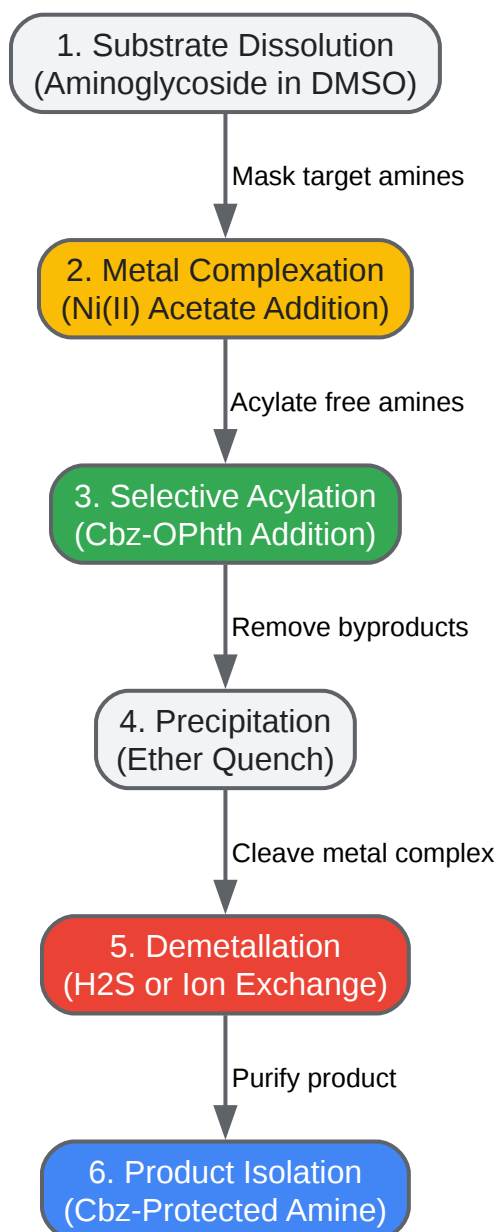 1. Substrate Dissolution
(Aminoglycoside in DMSO)
Mask target amines
2. Metal Complexation
(Ni(II) Acetate Addition)
Acylate free amines
3. Selective Acylation
(Cbz-OPhth Addition)
Remove byproducts
4. Precipitation
(Ether Quench)
Cleave metal complex
5. Demetallation
(H2S or Ion Exchange)
Purify product
6. Product Isolation
(Cbz-Protected Amine)